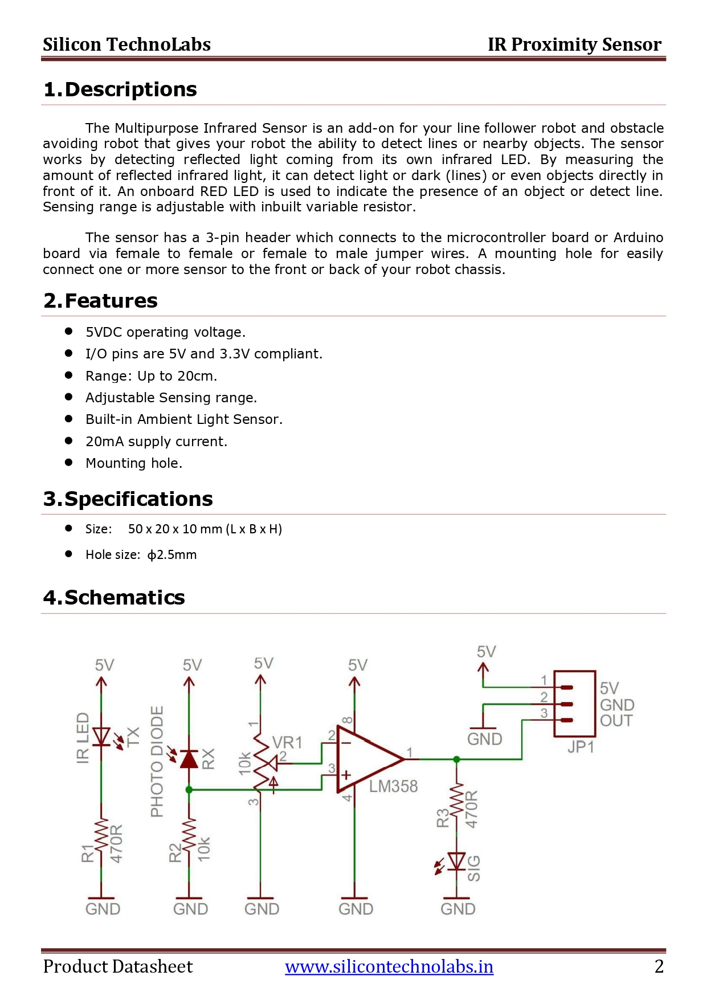 Silicon TechnoLabs IR Proximity Sensor
1.Descriptions
The Multipurpose Infrared Sensor is an add-on for your line follower robot and obstacle
avoiding robot that gives your robot the ability to detect lines or nearby objects. The sensor
works by detecting reflected light coming from its own infrared LED. By measuring the
amount of reflected infrared light, it can detect light or dark (lines) or even objects directly in
front of it. An onboard RED LED is used to indicate the presence of an object or detect line.
Sensing range is adjustable with inbuilt variable resistor.
The sensor has a 3-pin header which connects to the microcontroller board or Arduino
board via female to female or female to male jumper wires. A mounting hole for easily
connect one or more sensor to the front or back of your robot chassis.
2.Features
● 5VDC operating voltage.
● I/O pins are 5V and 3.3V compliant.
● Range: Up to 20cm.
● Adjustable Sensing range.
● Built-in Ambient Light Sensor.
● 20mA supply current.
● Mounting hole.
3.Specifications
● Size: 50 x 20 x 10 mm (L x B x H)
● Hole size: ф2.5mm
4.Schematics
5V
IR LED
TX
R1
470R
GND
5V
PHOTO DIODE
RX
R2
10k
GND
5V
1
VR1
10k
2
3
GND
5V
8
2
3
1
4
LM358
GND
R3
470R
SIG
GND
5V
GND
1
2
3
5V
GND
OUT
JP1
Product Datasheet www.silicontechnolabs.in 2